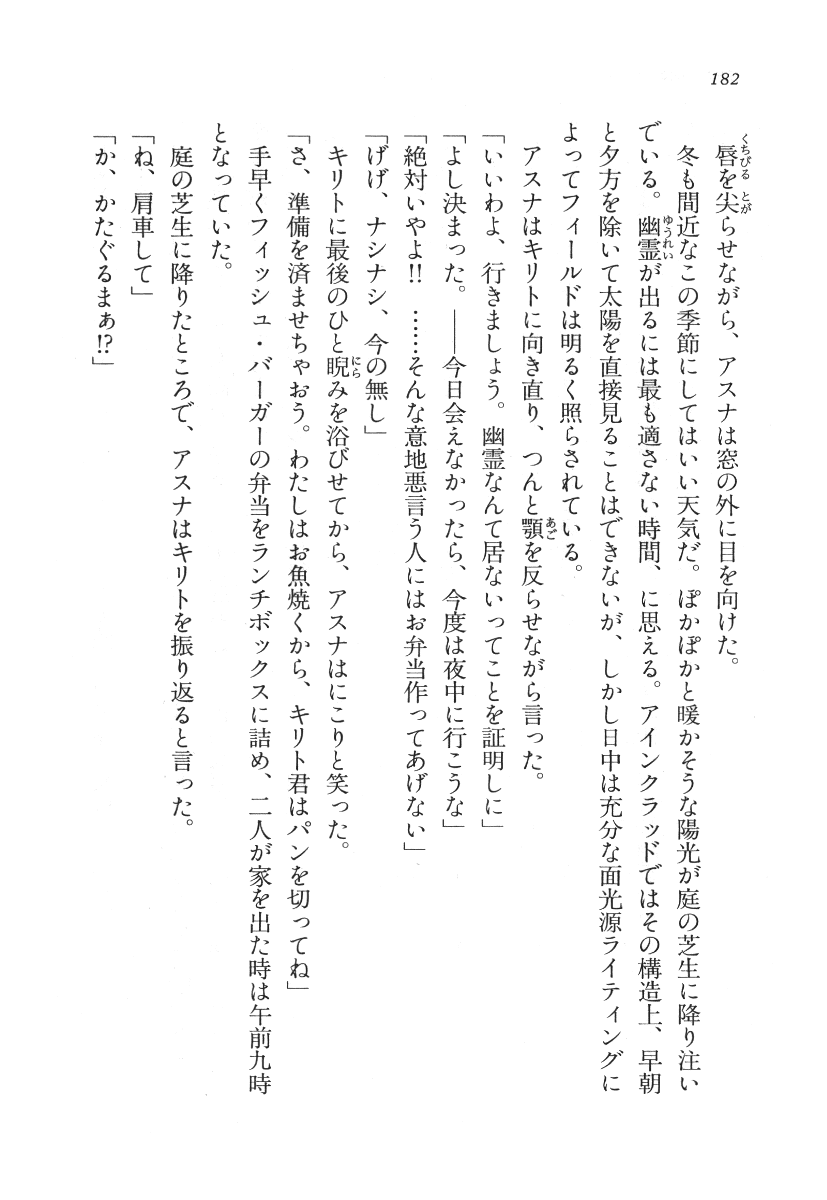 182
唇を尖らせながら、アスナは窓の外に目を向けた。
冬も間近なこの季節にしてはいい天気だ。ぽかぽかと暖かそうな陽光が庭の芝生に降り注い
でいる。幽霊が出るには最も適さない時間、に思える。アインクラッドではその構造上、早朝
と夕方を除いて太陽を直接見ることはできないが、しかし日中は充分な面光源ライティングに
よってフィールドは明るく照らされている。
アスナはキリトに向き直り、つんと顎を反らせながら言った。
「いいわよ、行きましょう。幽霊なんて居ないってことを証明しに」
「よし決まった。――今日会えなかったら、今度は夜中に行こうな」
「絶対いやよ!! ……そんな意地悪言う人にはお弁当作ってあげない」
「げげ、ナシナシ、今の無し」
キリトに最後のひと睨みを浴びせてから、アスナはにこりと笑った。
「さ、準備を済ませちゃおう。わたしはお魚焼くから、キリト君はパンを切ってね」
手早くフィッシュ・バーガーの弁当をランチボックスに詰め、二人が家を出た時は午前九時
となっていた。
庭の芝生に降りたところで、アスナはキリトを振り返ると言った。
「ね、肩車して」
「か、かたぐるまぁ!?」